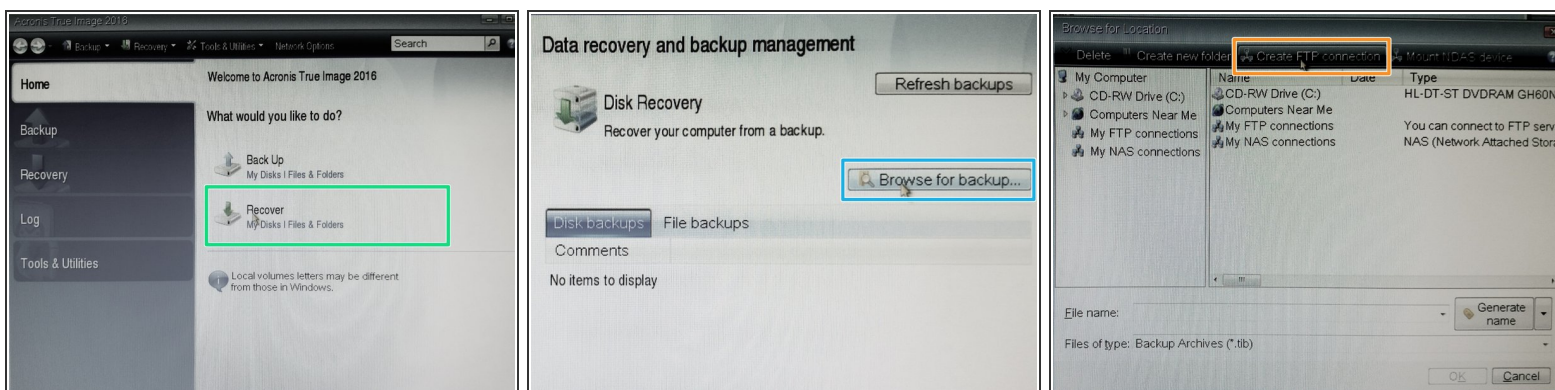 Acronis True Image 2016
Backup Recovery Tools & Utilities Network Options Search
Home
Backup
Recovery
Log
Tools & Utilities
Welcome to Acronis True Image 2016
What would you like to do?
Back Up
My Disks | Files & Folders
Recover
My Disks | Files & Folders
Local volumes letters may be different
from those in Windows.
Data recovery and backup management
Refresh backups
Disk Recovery
Recover your computer from a backup.
Browse for backup...
Disk backups File backups
Comments
No items to display
Browse for Location
Delete Create new folder Create FTP connection Mount NDAS device
My Computer
CD-RW Drive (C:)
Computers Near Me
My FTP connections
My NAS connections
Name Date Type
CD-RW Drive (C:) HL-DT-ST DVDRAM GH60N
Computers Near Me
My FTP connections You can connect to FTP serv
My NAS connections NAS (Network Attached Stor
File name:
Generate
name
Files of type: Backup Archives (*.tib)
OK Cancel